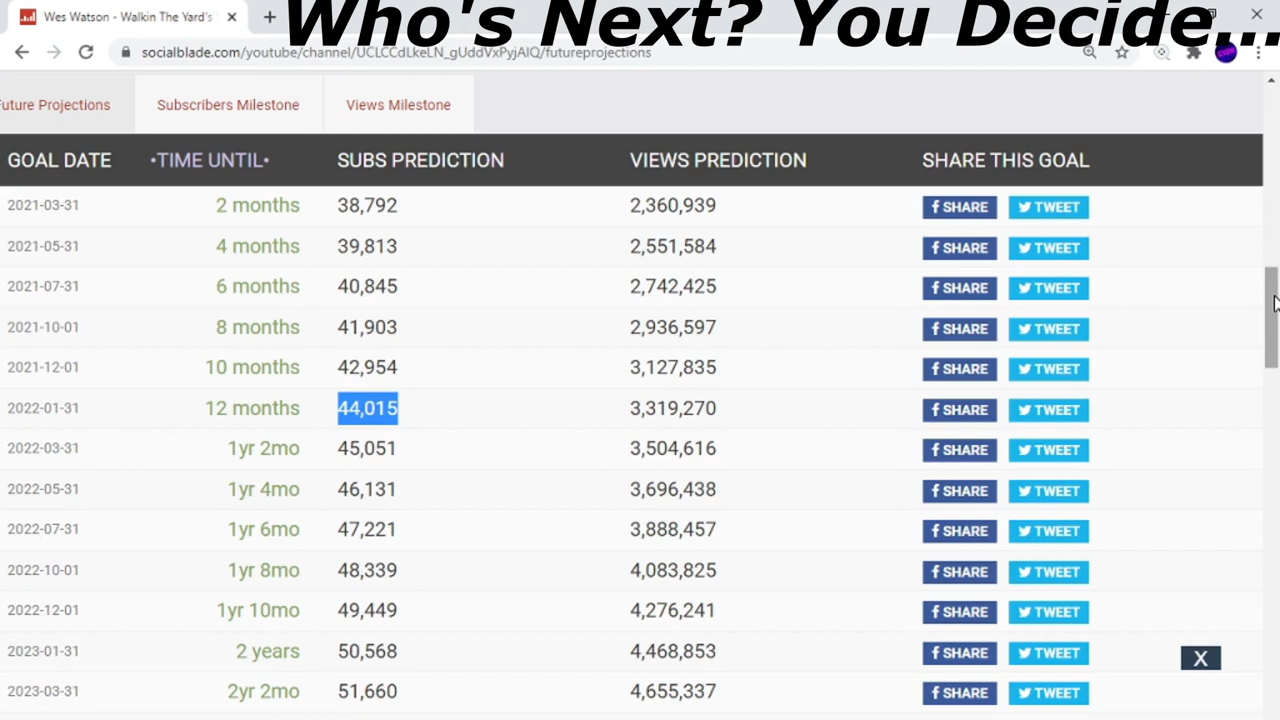 Who's Next? You Decide...
Wes Watson - Walkin The Yard's
socialblade.com/youtube/channel/UCLCCdLkeLN_gUddVxPyjAIQ/futureprojections
Future Projections Subscribers Milestone Views Milestone
GOAL DATE •TIME UNTIL• SUBS PREDICTION VIEWS PREDICTION SHARE THIS GOAL
2021-03-31 2 months 38,792 2,360,939 SHARE TWEET
2021-05-31 4 months 39,813 2,551,584 SHARE TWEET
2021-07-31 6 months 40,845 2,742,425 SHARE TWEET
2021-10-01 8 months 41,903 2,936,597 SHARE TWEET
2021-12-01 10 months 42,954 3,127,835 SHARE TWEET
2022-01-31 12 months 44,015 3,319,270 SHARE TWEET
2022-03-31 1yr 2mo 45,051 3,504,616 SHARE TWEET
2022-05-31 1yr 4mo 46,131 3,696,438 SHARE TWEET
2022-07-31 1yr 6mo 47,221 3,888,457 SHARE TWEET
2022-10-01 1yr 8mo 48,339 4,083,825 SHARE TWEET
2022-12-01 1yr 10mo 49,449 4,276,241 SHARE TWEET
2023-01-31 2 years 50,568 4,468,853 SHARE TWEET
2023-03-31 2yr 2mo 51,660 4,655,337 SHARE TWEET
X